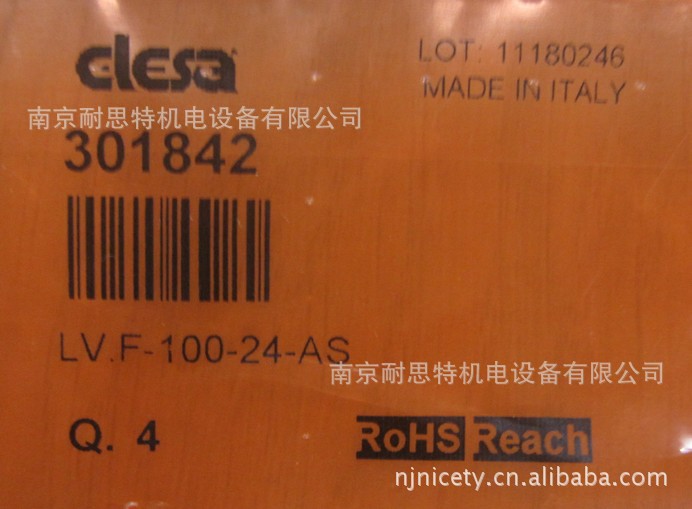 elesa
LOT: 11180246
MADE IN ITALY
南京耐思特机电设备有限公司
301842
LV.F-100-24-AS
南京耐思特机电设备有限公司
Q. 4
RoHS Reach
njnicety.cn.alibaba.com